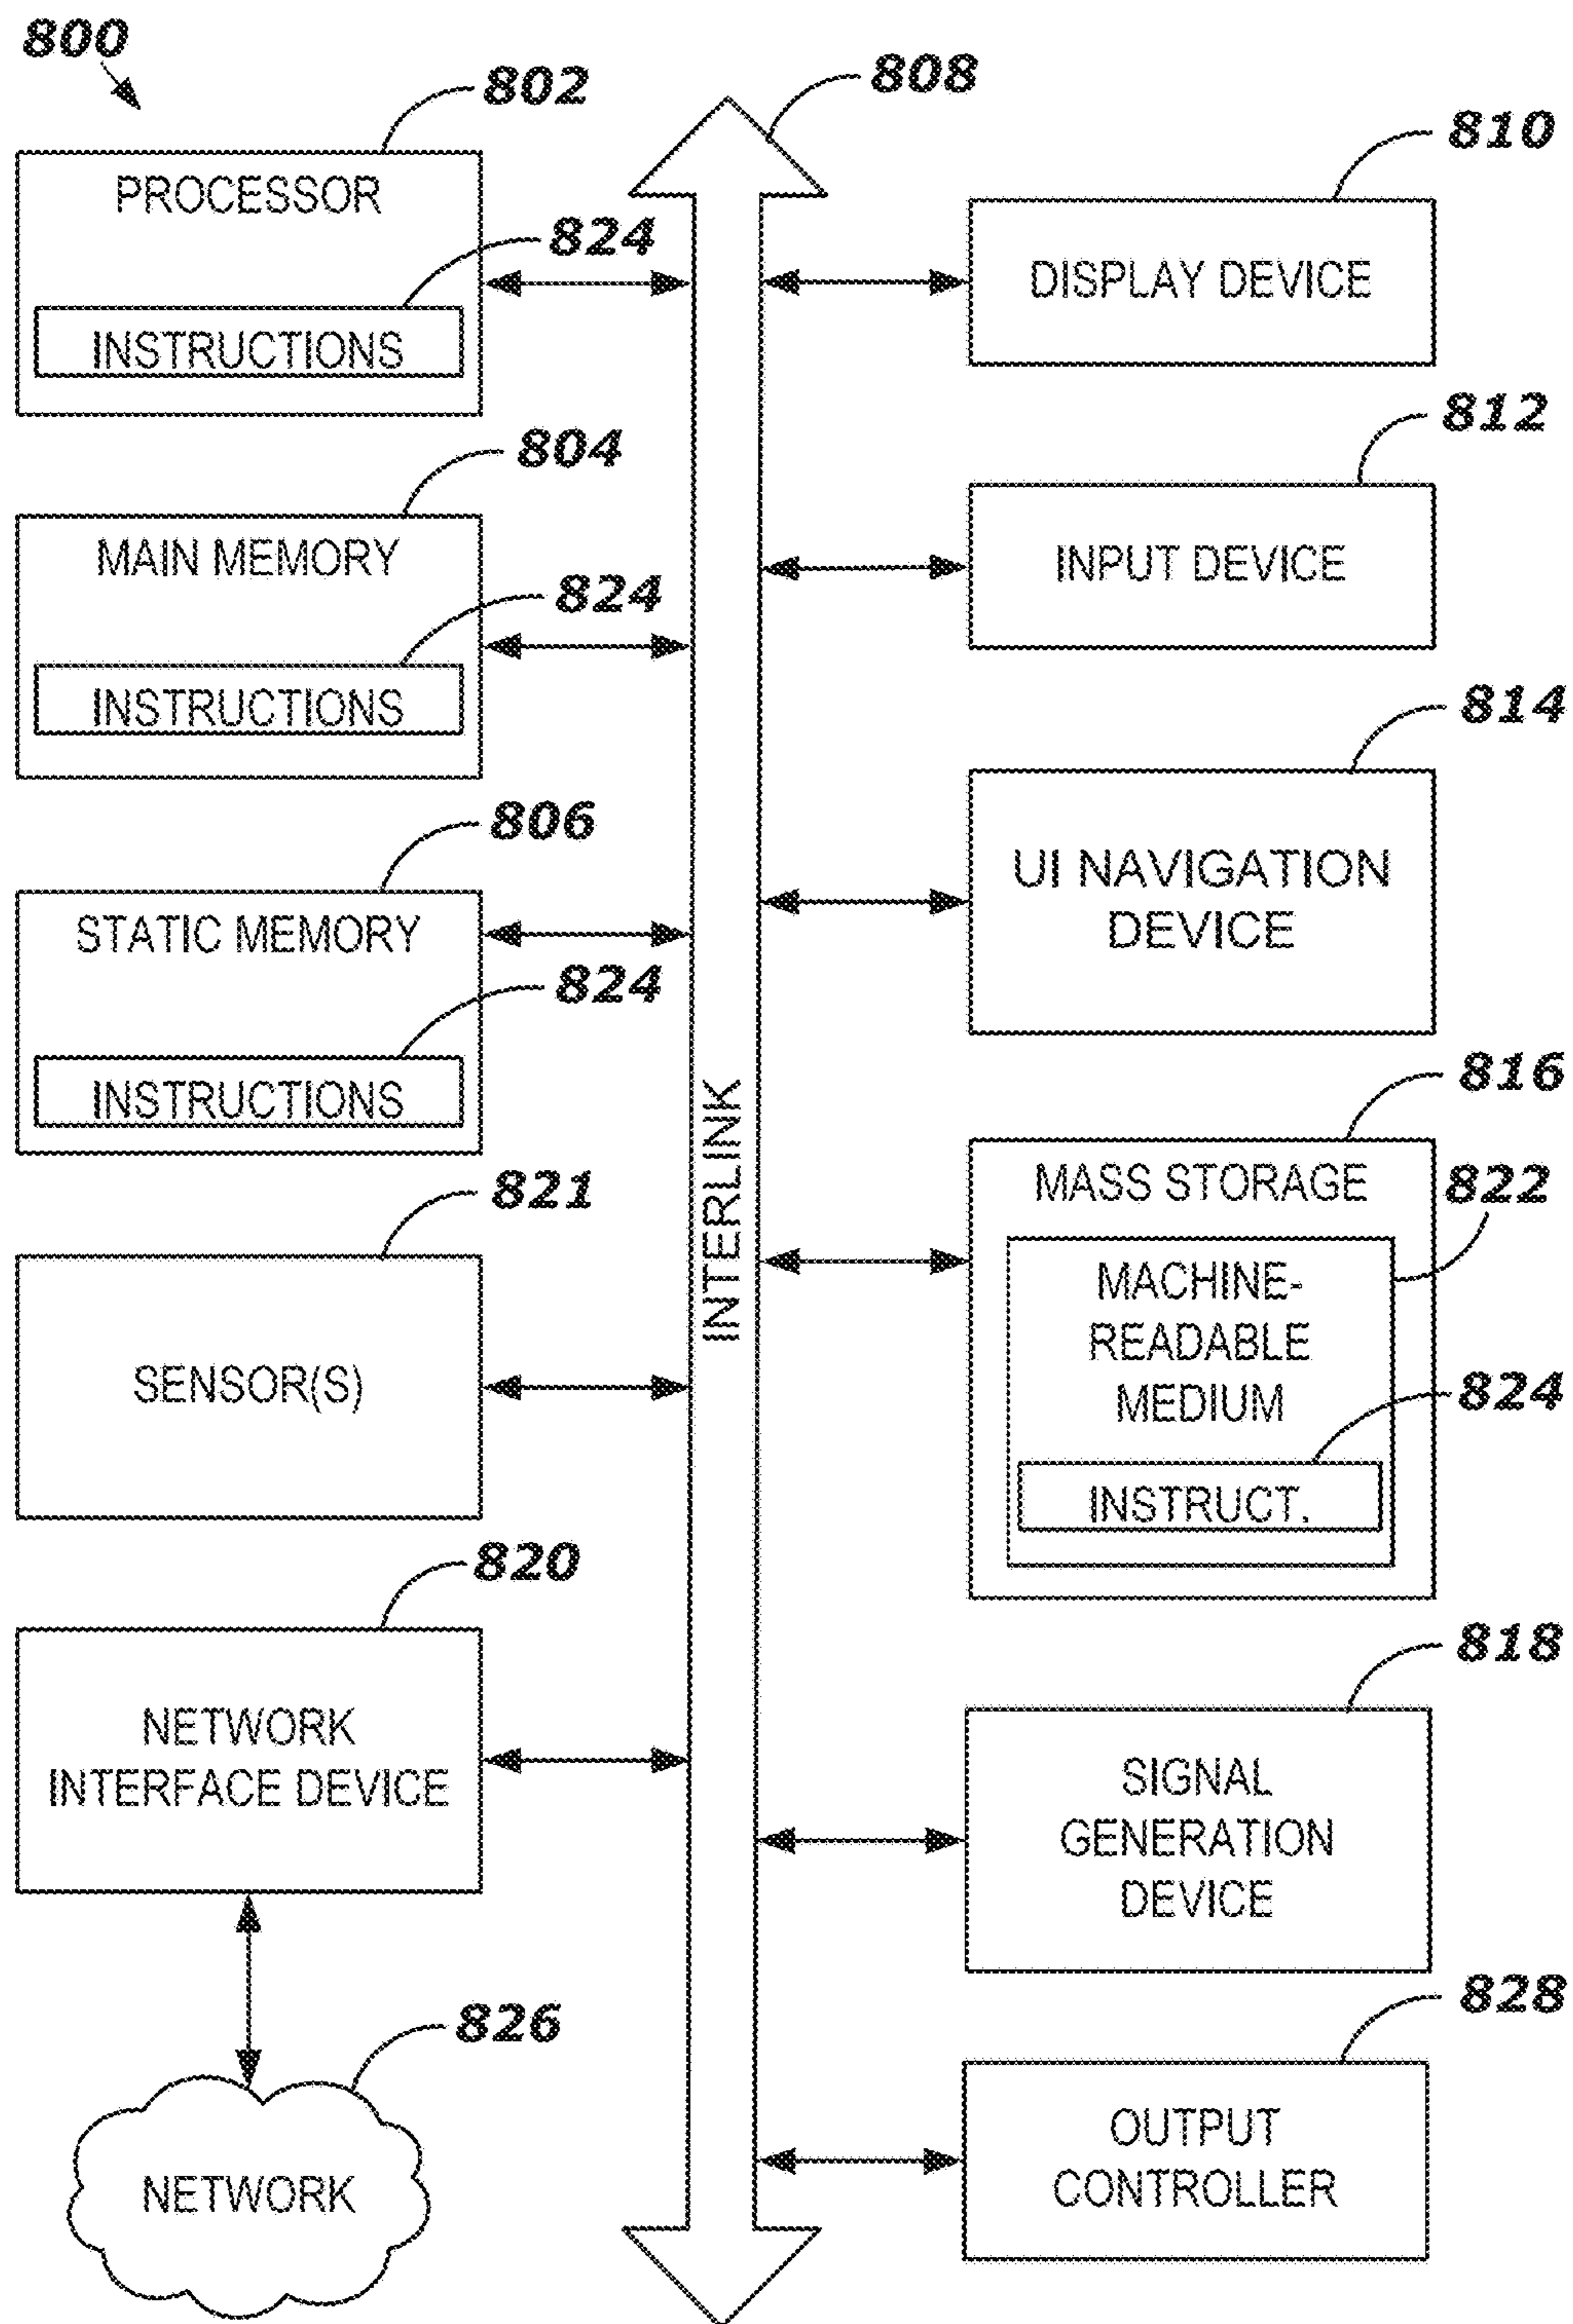 800
802
PROCESSOR
824
INSTRUCTIONS
804
MAIN MEMORY
824
INSTRUCTIONS
806
STATIC MEMORY
824
INSTRUCTIONS
821
SENSOR(S)
820
NETWORK
INTERFACE DEVICE
826
NETWORK
808
INTERLINK
810
DISPLAY DEVICE
812
INPUT DEVICE
814
UI NAVIGATION
DEVICE
816
MASS STORAGE
822
MACHINE-
READABLE
MEDIUM
824
INSTRUCT.
818
SIGNAL
GENERATION
DEVICE
828
OUTPUT
CONTROLLER